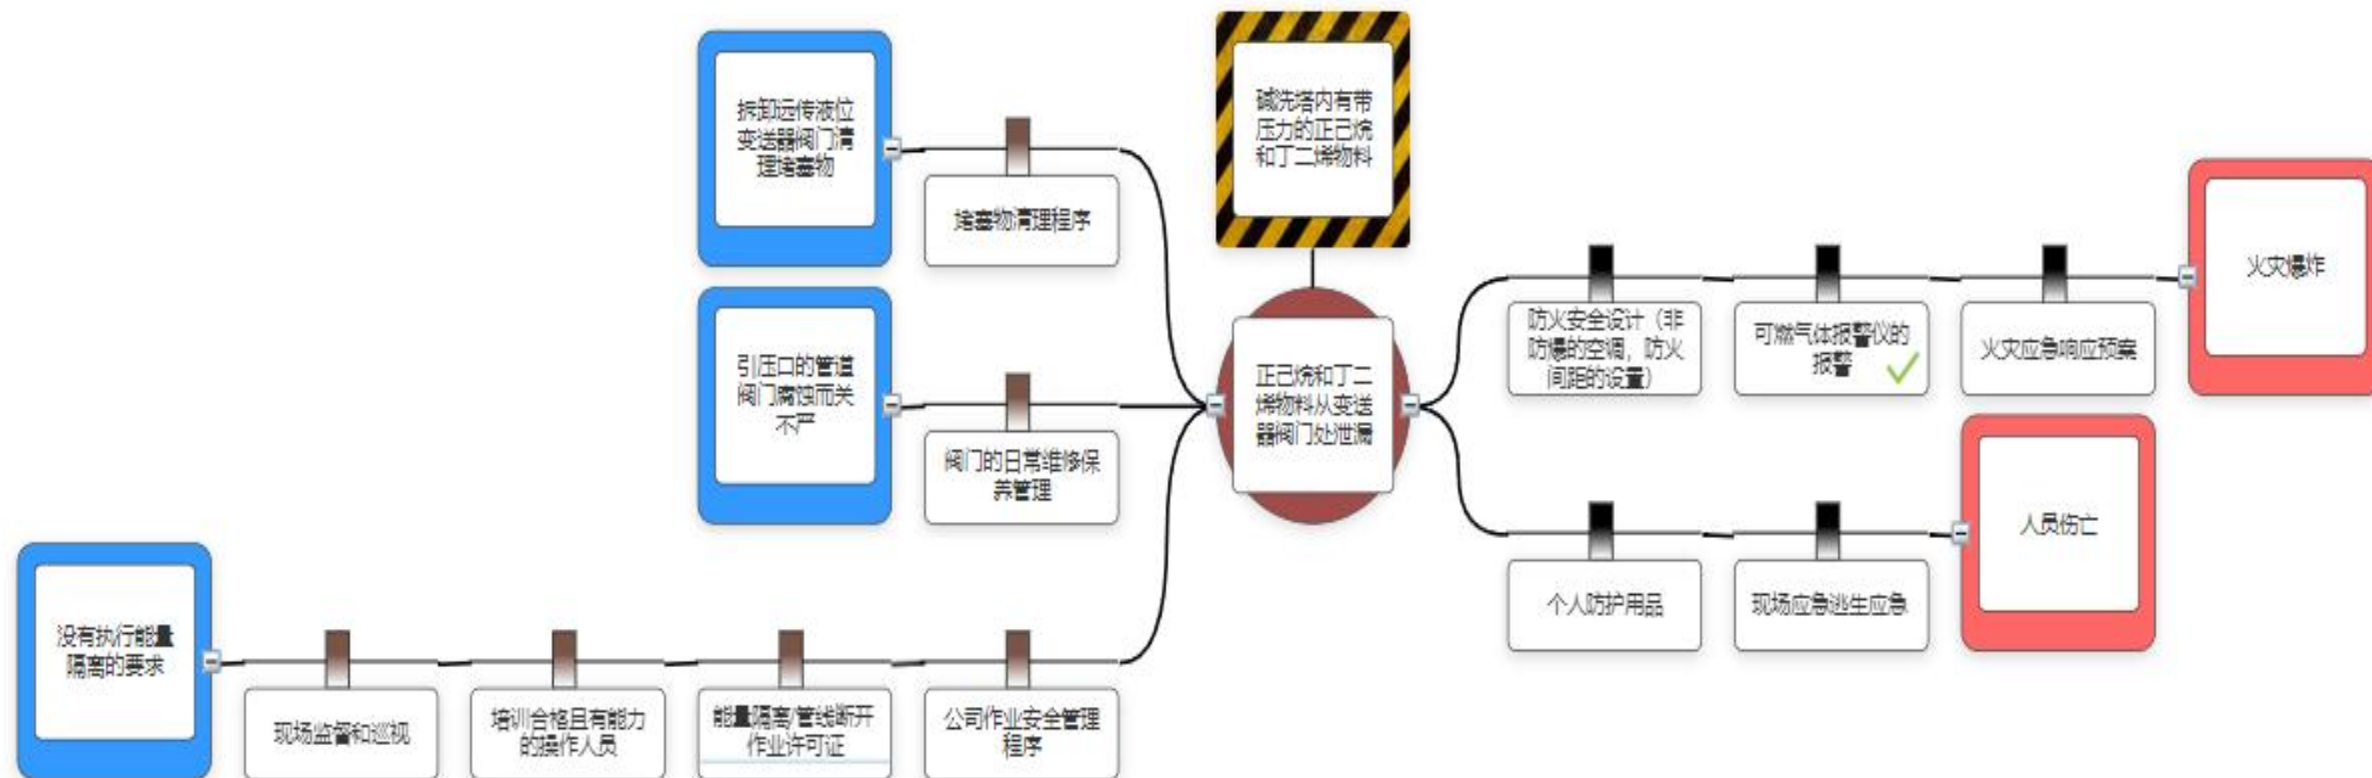 拆卸远传液位
变送器阀门清
理堵塞物
堵塞物清理程序
引压口的管道
阀门腐蚀而关
不严
阀门的日常维修保
养管理
没有执行能量
隔离的要求
现场监督和巡视
培训合格且有能力
的操作人员
能量隔离/管线断开
作业许可证
公司作业安全管理
程序
碱洗塔内有带
压力的正己烷
和丁二烯物料
正己烷和丁二
烯物料从变送
器阀门处泄漏
防火安全设计（非
防爆的空调，防火
间距的设置）
可燃气体报警仪的
报警
火灾应急响应预案
火灾爆炸
个人防护用品
现场应急逃生应急
人员伤亡